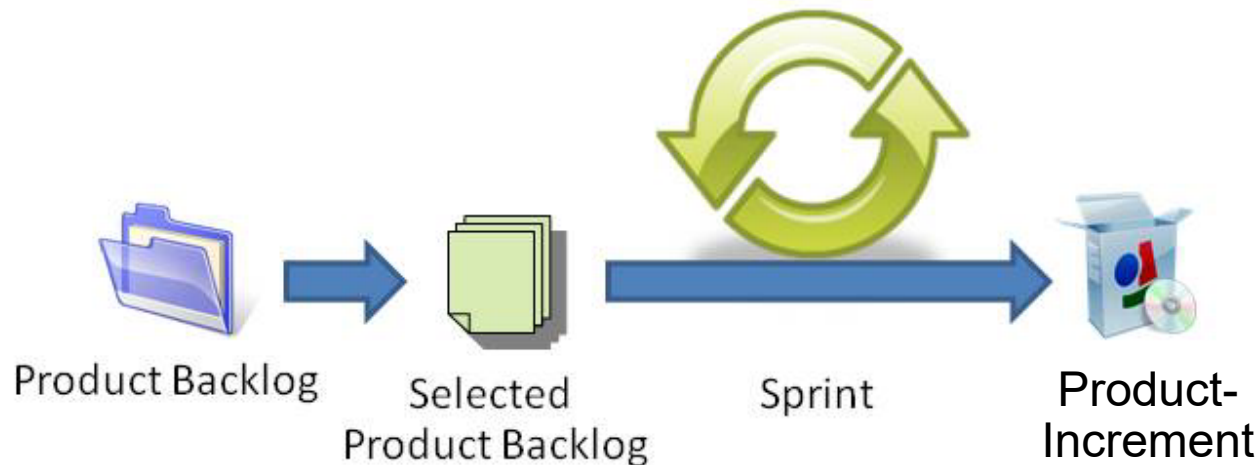 Product Backlog
Selected
Product Backlog
Sprint
Product-
Increment